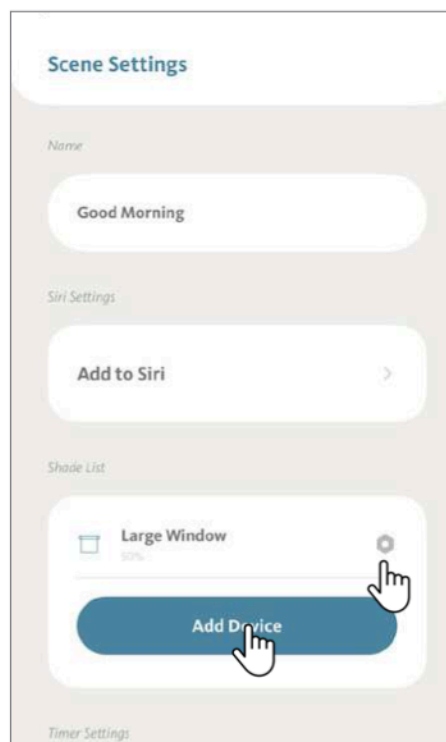 Scene Settings
Name
Good Morning
Siri Settings
Add to Siri
Shade List
Large Window
50%
Add Device
Timer Settings